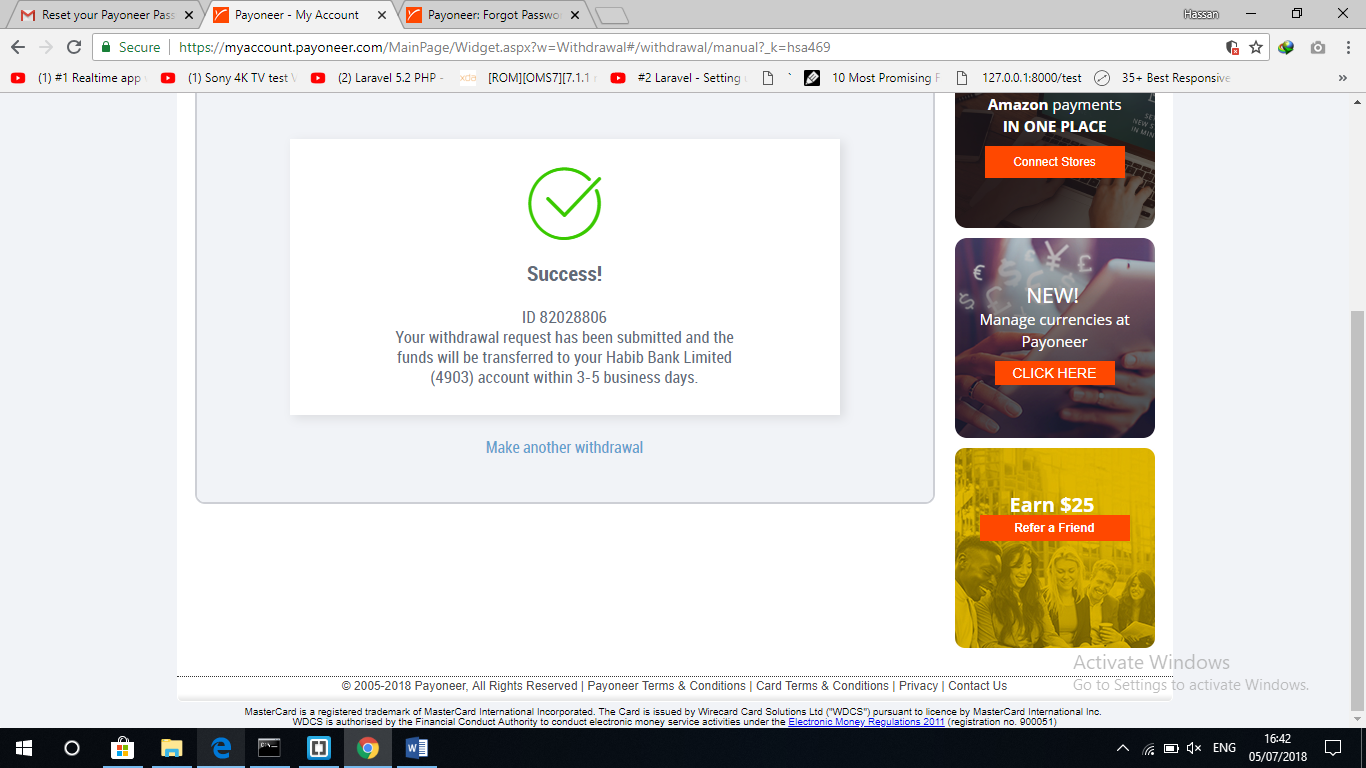 Reset your Payoneer Pass
Payoneer - My Account
Payoneer: Forgot Passwo
Hassan
Secure
https://myaccount.payoneer.com/MainPage/Widget.aspx?w=Withdrawal#/withdrawal/manual?_k=hsa469
(1) #1 Realtime app
(1) Sony 4K TV test V
(2) Laravel 5.2 PHP -
xda
[ROM][OMS7][7.1.1
#2 Laravel - Setting
10 Most Promising F
127.0.0.1:8000/test
35+ Best Responsive
»
Amazon payments
IN ONE PLACE
Connect Stores
Success!
ID 82028806
Your withdrawal request has been submitted and the
funds will be transferred to your Habib Bank Limited
(4903) account within 3-5 business days.
Make another withdrawal
NEW!
Manage currencies at
Payoneer
CLICK HERE
Earn $25
Refer a Friend
Activate Windows
Go to Settings to activate Windows.
© 2005-2018 Payoneer, All Rights Reserved | Payoneer Terms & Conditions | Card Terms & Conditions | Privacy | Contact Us
MasterCard is a registered trademark of MasterCard International Incorporated. The Card is issued by Wirecard Card Solutions Ltd ("WDCS") pursuant to licence by MasterCard International Inc.
WDCS is authorised by the Financial Conduct Authority to conduct electronic money service activities under the Electronic Money Regulations 2011 (registration no. 900051)
ENG
16:42
05/07/2018